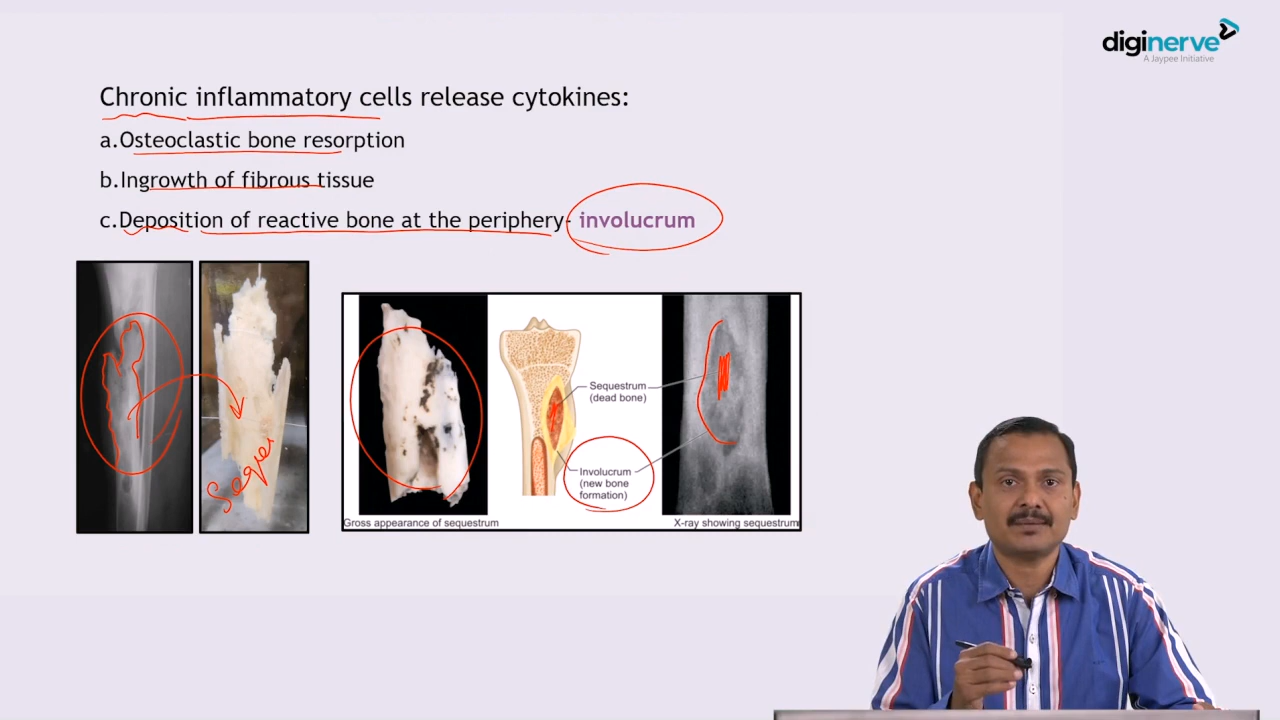 diginerve
A Jaypee Initiative
Chronic inflammatory cells release cytokines:
a.Osteoclastic bone resorption
b.Ingrowth of fibrous tissue
c.Deposition of reactive bone at the periphery- involucrum
Seque
Sequestrum
(dead bone)
Involucrum
(new bone
formation)
Gross appearance of sequestrum
X-ray showing sequestrum